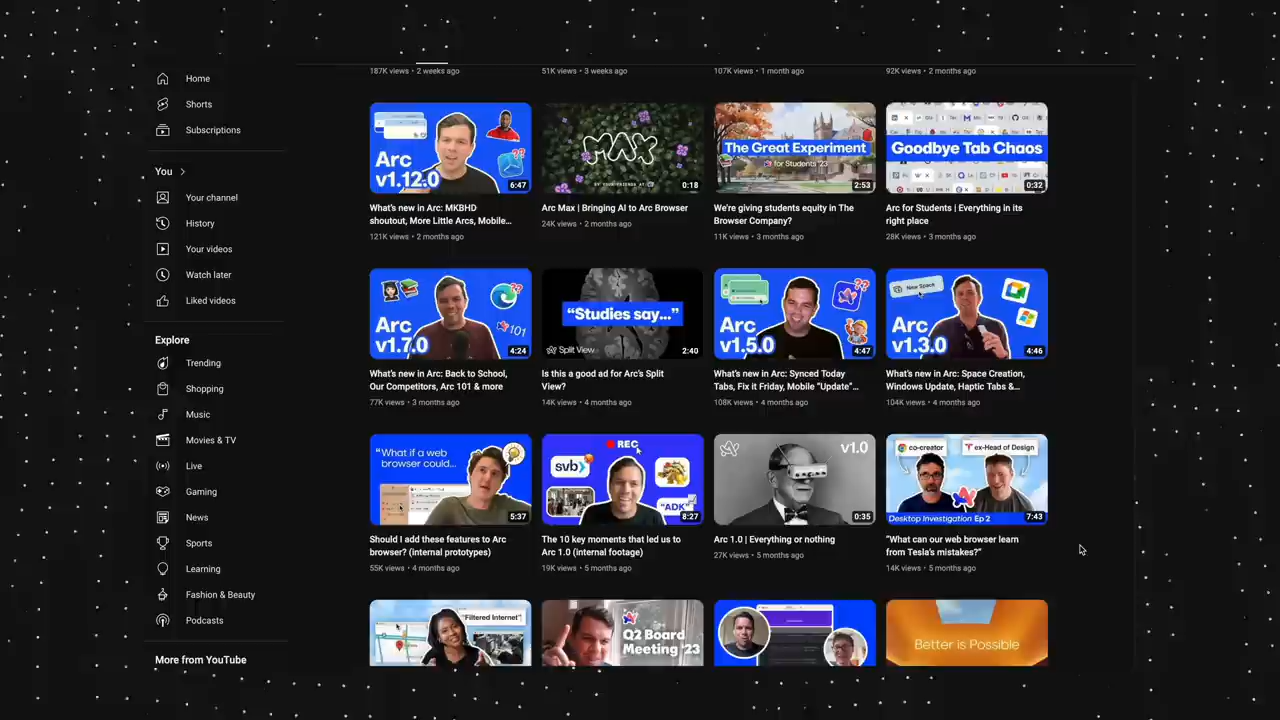 Home
Shorts
Subscriptions
You
Your channel
History
Your videos
Watch later
Liked videos
Explore
Trending
Shopping
Music
Movies & TV
Live
Gaming
News
Sports
Learning
Fashion & Beauty
Podcasts
More from YouTube
187K views • 2 weeks ago
51K views • 3 weeks ago
107K views • 1 month ago
92K views • 2 months ago
Arc
v1.12.0
??
6:47
MAX
0:18
The Great Experiment
for Students '23
2:53
Goodbye Tab Chaos
0:32
What's new in Arc: MKBHD
shoutout, More Little Arcs, Mobile...
121K views • 2 months ago
Arc Max | Bringing AI to Arc Browser
24K views • 2 months ago
We're giving students equity in The
Browser Company?
11K views • 3 months ago
Arc for Students | Everything in its
right place
28K views • 3 months ago
Arc
v1.7.0
??
101
4:24
“Studies say...”
Split View
2:40
Arc
v1.5.0
??
4:47
New Space
Arc
v1.3.0
4:46
What's new in Arc: Back to School,
Our Competitors, Arc 101 & more
77K views • 3 months ago
Is this a good ad for Arc's Split
View?
14K views • 4 months ago
What's new in Arc: Synced Today
Tabs, Fix it Friday, Mobile “Update”...
108K views • 4 months ago
What's new in Arc: Space Creation,
Windows Update, Haptic Tabs &...
104K views • 4 months ago
“What if a web
browser could...
5:37
REC
svb
“ADK”
8:27
v1.0
0:35
co-creator
ex-Head of Design
Desktop Investigation Ep 2
7:43
Should I add these features to Arc
browser? (internal prototypes)
55K views • 4 months ago
The 10 key moments that led us to
Arc 1.0 (internal footage)
19K views • 5 months ago
Arc 1.0 | Everything or nothing
27K views • 5 months ago
“What can our web browser learn
from Tesla's mistakes?”
14K views • 5 months ago
“Filtered Internet”
Q2 Board
Meeting '23
Better is Possible